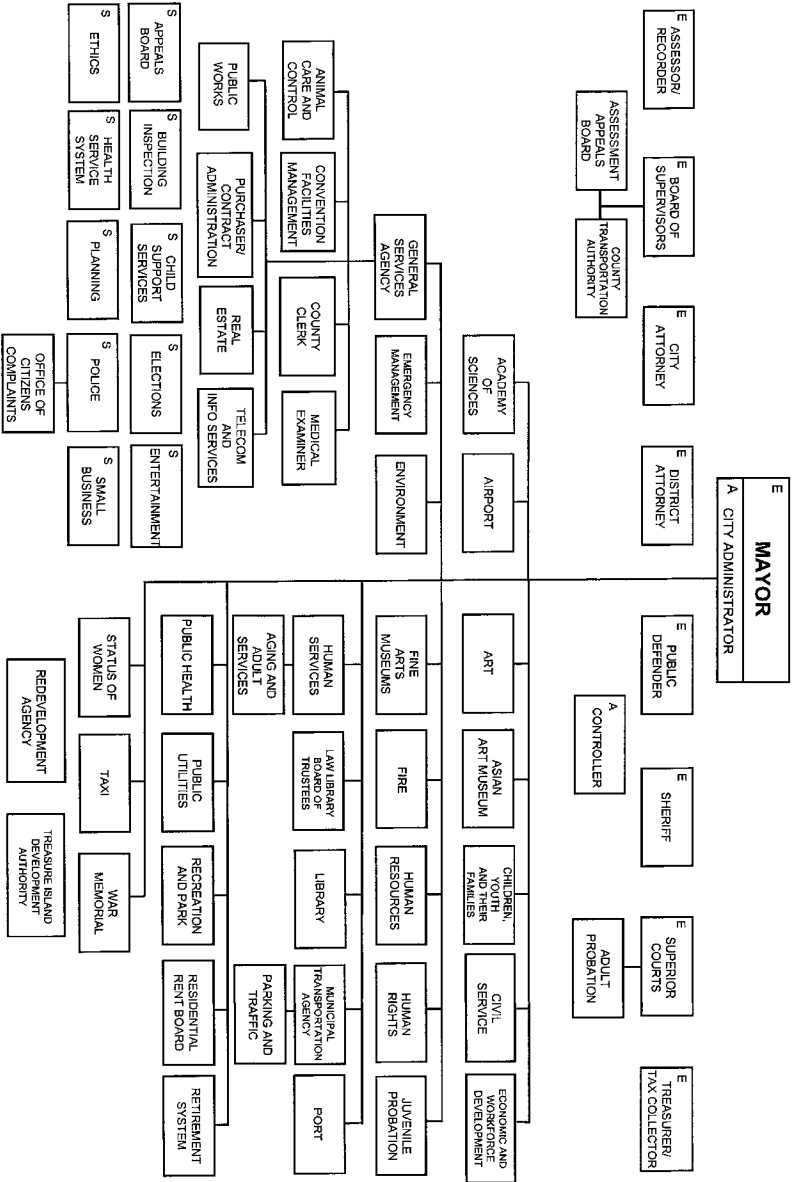 E
MAYOR
A CITY ADMINISTRATOR
E ASSESSOR/
RECORDER
E BOARD OF
SUPERVISORS
E CITY
ATTORNEY
E DISTRICT
ATTORNEY
E PUBLIC
DEFENDER
E SHERIFF
E SUPERIOR
COURTS
E TREASURER/
TAX COLLECTOR
ASSESSMENT
APPEALS
BOARD
COUNTY
TRANSPORTATION
AUTHORITY
A
CONTROLLER
ADULT
PROBATION
ACADEMY
OF
SCIENCES
AIRPORT
ART
ASIAN
ART MUSEUM
CHILDREN,
YOUTH
AND THEIR
FAMILIES
CIVIL
SERVICE
ECONOMIC AND
WORKFORCE
DEVELOPMENT
GENERAL
SERVICES
AGENCY
EMERGENCY
MANAGEMENT
ENVIRONMENT
FINE
ARTS
MUSEUMS
FIRE
HUMAN
RESOURCES
HUMAN
RIGHTS
JUVENILE
PROBATION
ANIMAL
CARE AND
CONTROL
CONVENTION
FACILITIES
MANAGEMENT
COUNTY
CLERK
MEDICAL
EXAMINER
HUMAN
SERVICES
LAW LIBRARY
BOARD OF
TRUSTEES
LIBRARY
MUNICIPAL
TRANSPORTATION
AGENCY
PORT
PUBLIC
WORKS
PURCHASER/
CONTRACT
ADMINISTRATION
REAL
ESTATE
TELECOM
AND
INFO SERVICES
AGING AND
ADULT
SERVICES
PARKING AND
TRAFFIC
PUBLIC HEALTH
PUBLIC
UTILITIES
RECREATION
AND PARK
RESIDENTIAL
RENT BOARD
RETIREMENT
SYSTEM
S
APPEALS
BOARD
S
BUILDING
INSPECTION
S CHILD
SUPPORT
SERVICES
S
ELECTIONS
S
ENTERTAINMENT
S
ETHICS
S HEALTH
SERVICE
SYSTEM
S
PLANNING
S
POLICE
S SMALL
BUSINESS
STATUS OF
WOMEN
TAXI
WAR
MEMORIAL
OFFICE OF
CITIZENS
COMPLAINTS
REDEVELOPMENT
AGENCY
TREASURE ISLAND
DEVELOPMENT
AUTHORITY